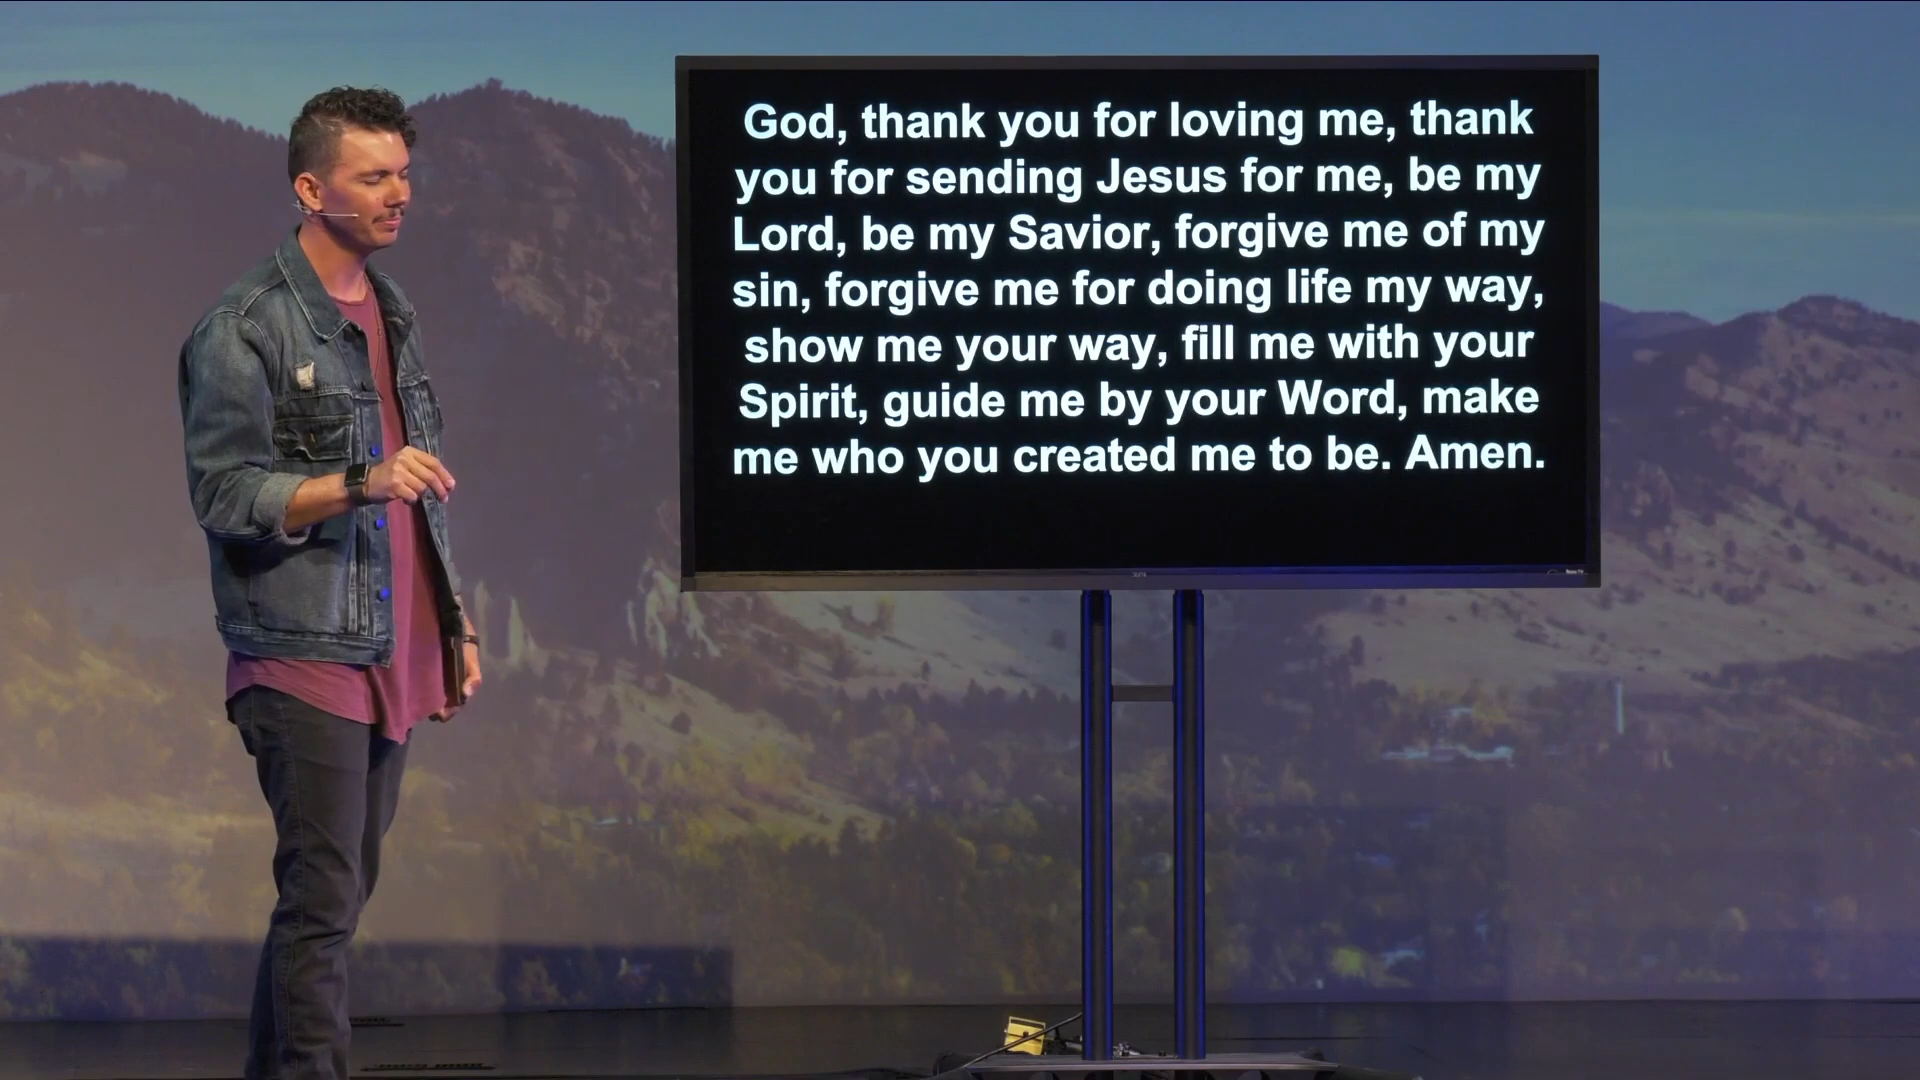 God, thank you for loving me, thank
you for sending Jesus for me, be my
Lord, be my Savior, forgive me of my
sin, forgive me for doing life my way,
show me your way, fill me with your
Spirit, guide me by your Word, make
me who you created me to be. Amen.